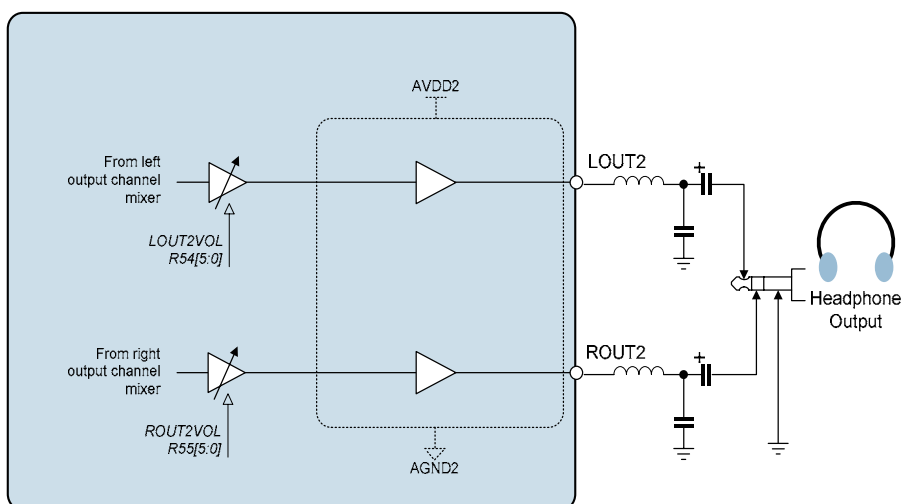 AVDD2
From left
output channel
mixer
LOUT2VOL
R54[5:0]
LOUT2
+
Headphone
Output
From right
output channel
mixer
ROUT2VOL
R55[5:0]
ROUT2
+
AGND2